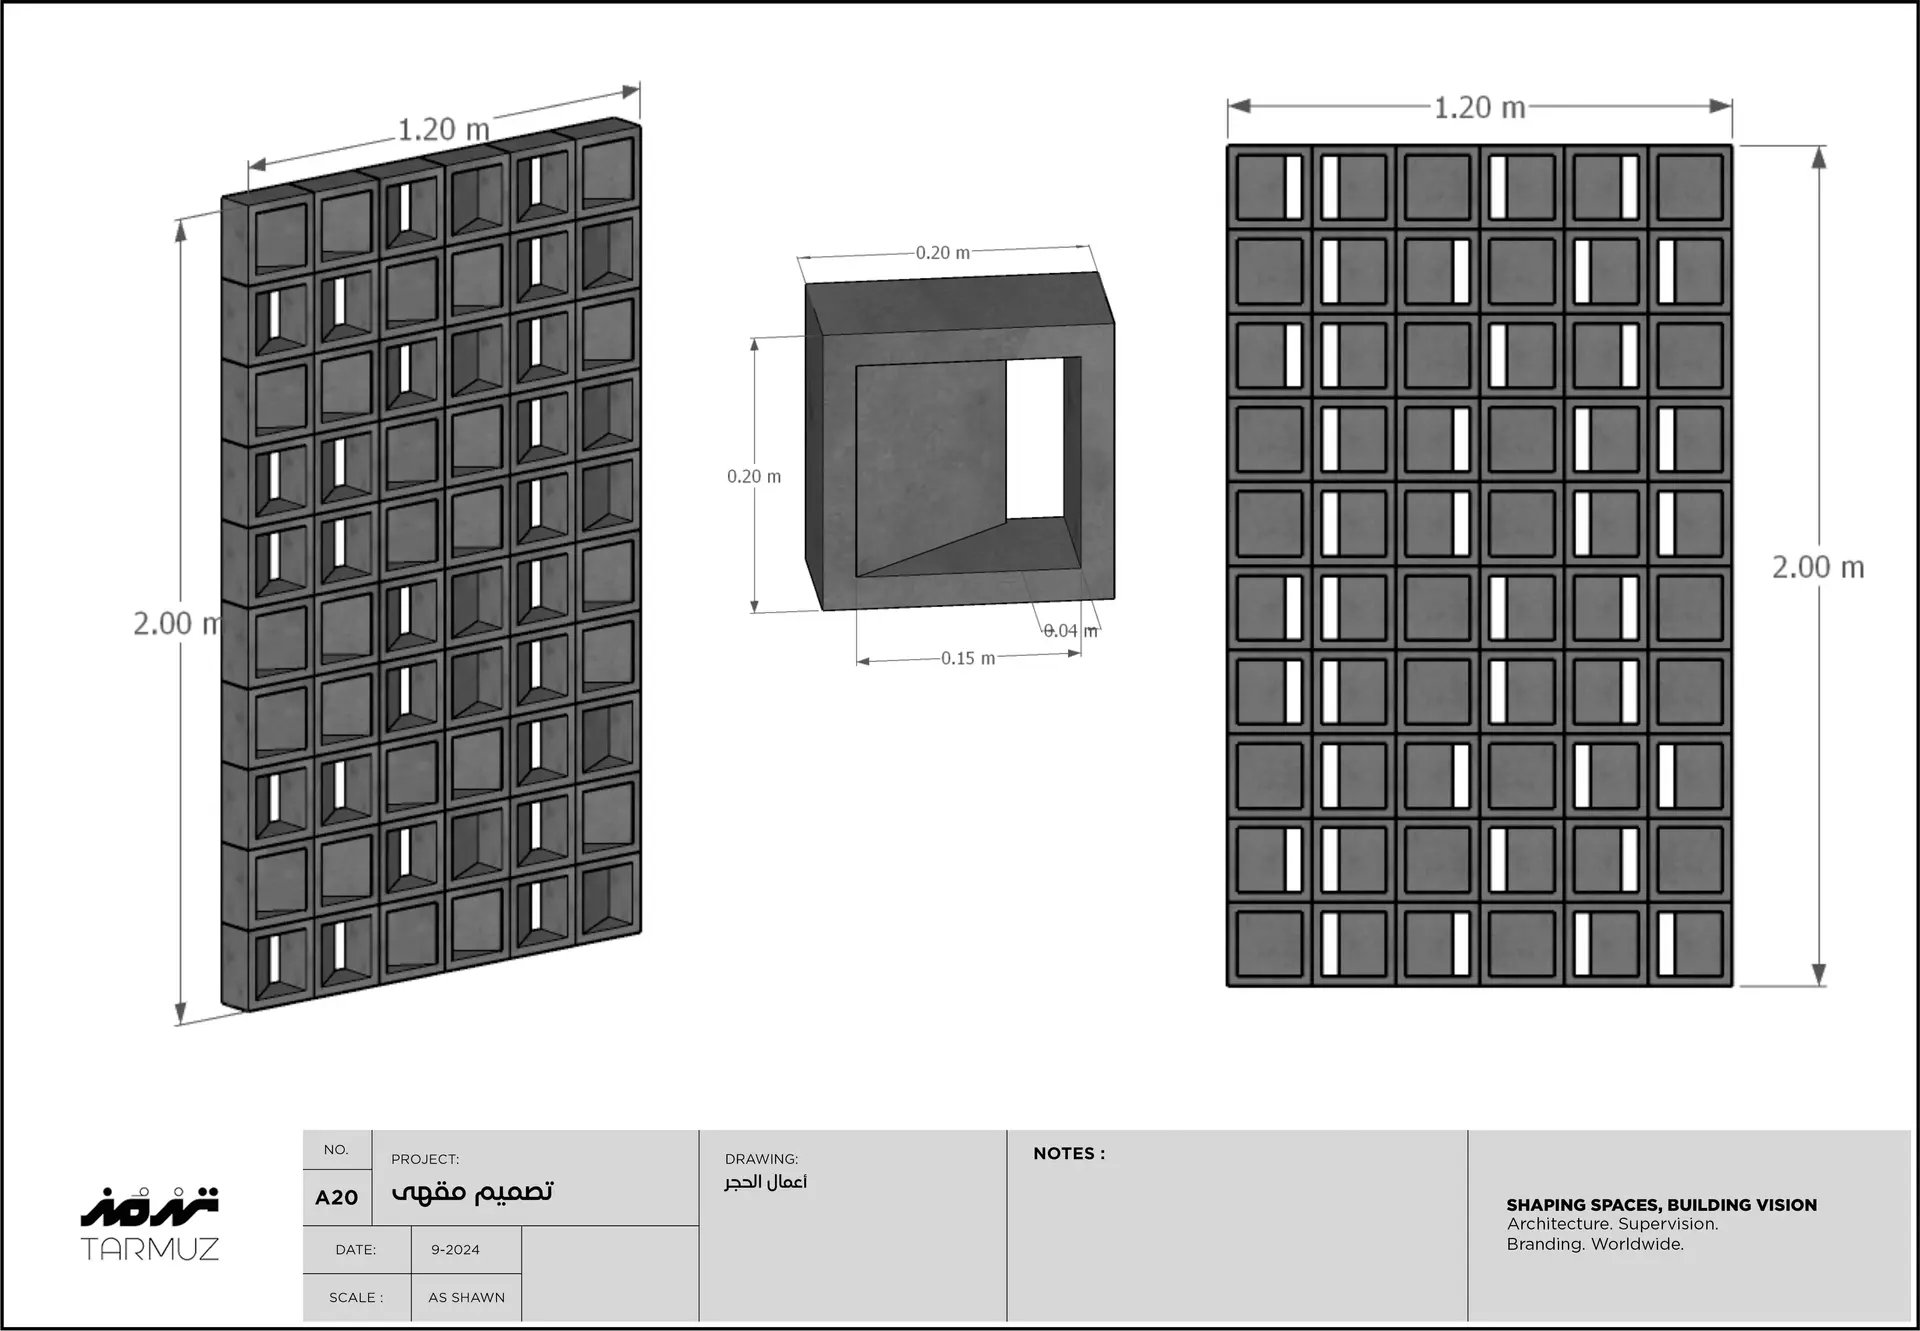 1.20 m
2.00 m
0.20 m
0.20 m
0.04 m
0.15 m
1.20 m
2.00 m
ترمز
TARMUZ
NO.
A20
PROJECT:
تصميم مقهى
DATE:
9-2024
SCALE :
AS SHAWN
DRAWING:
أعمال الحجر
NOTES :
SHAPING SPACES, BUILDING VISION
Architecture. Supervision.
Branding. Worldwide.